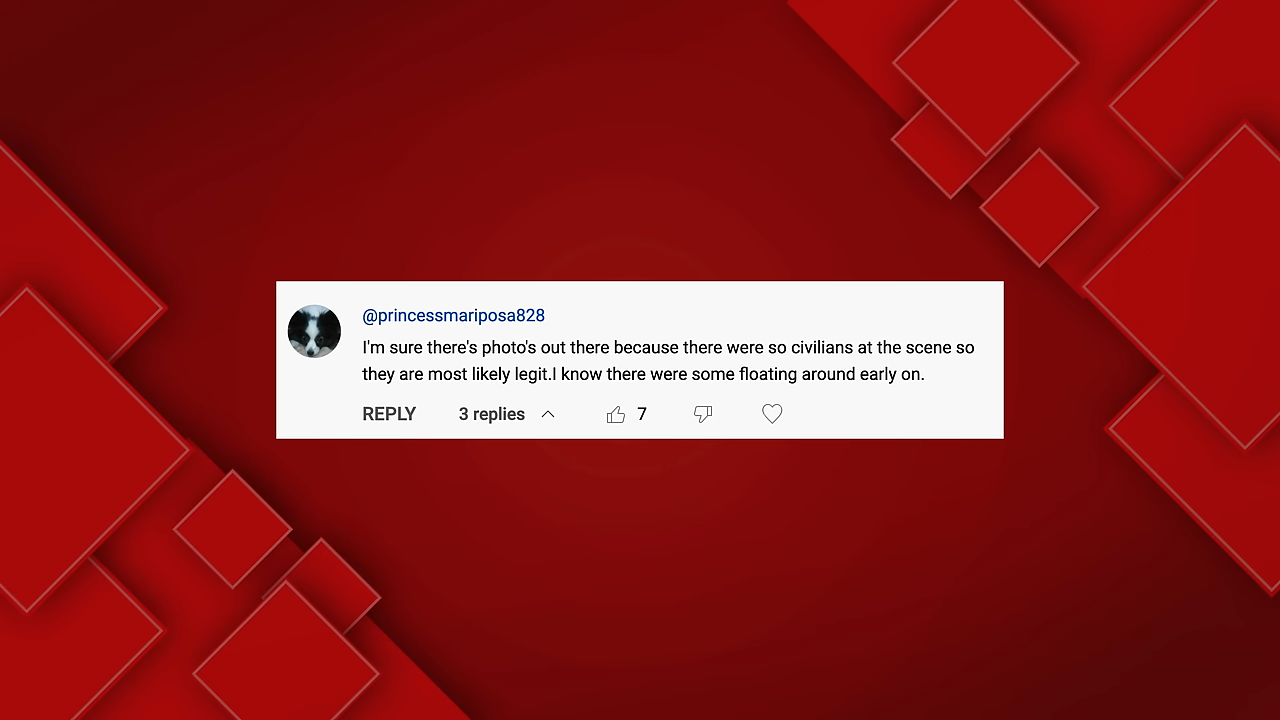 @princessmariposa828
I'm sure there's photo's out there because there were so civilians at the scene so
they are most likely legit.I know there were some floating around early on.
REPLY 3 replies 7